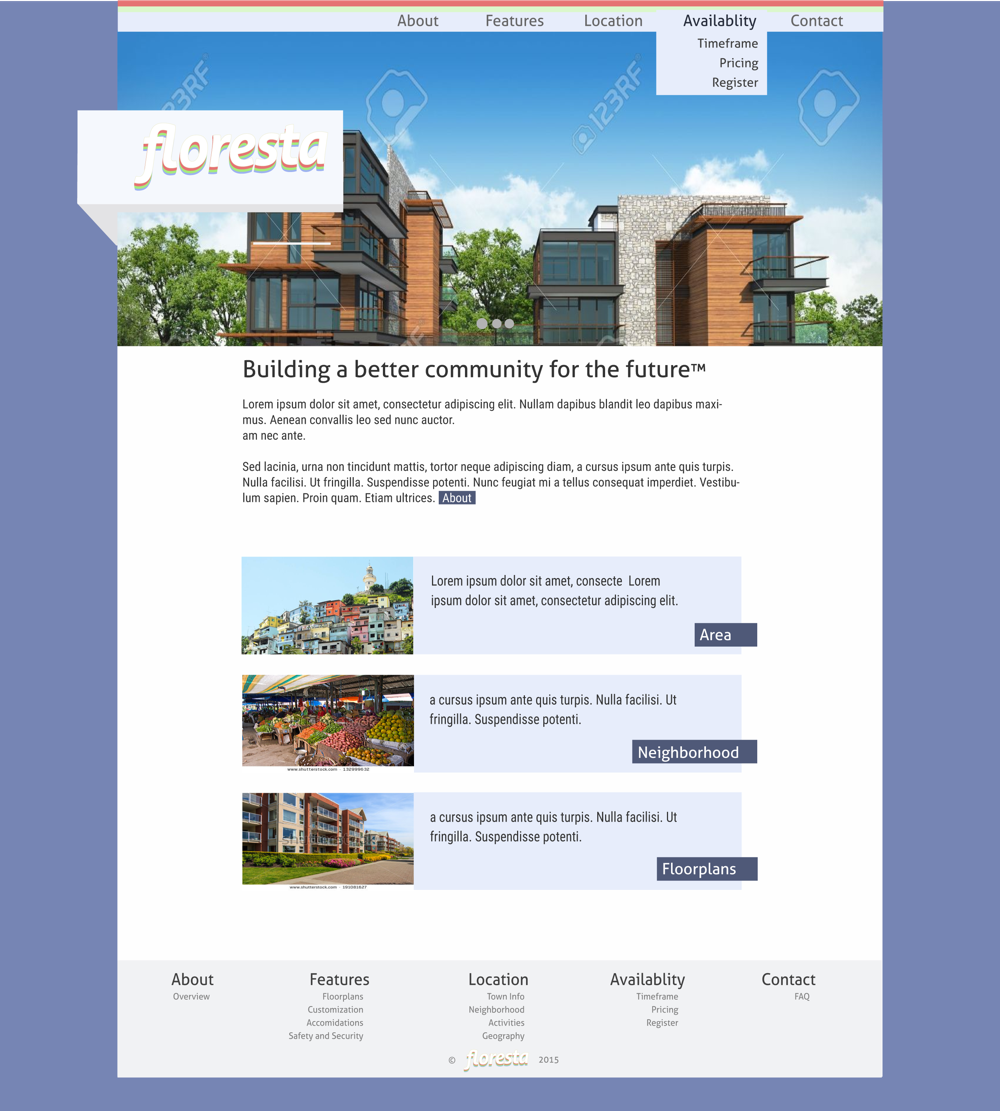 About Features Location Availablity Contact
Timeframe
Pricing
Register
123RF
123RF
floresta
Building a better community for the future™
Lorem ipsum dolor sit amet, consectetur adipiscing elit. Nullam dapibus blandit leo dapibus maxi-
mus. Aenean convallis leo sed nunc auctor.
am nec ante.
Sed lacinia, urna non tincidunt mattis, tortor neque adipiscing diam, a cursus ipsum ante quis turpis.
Nulla facilisi. Ut fringilla. Suspendisse potenti. Nunc feugiat mi a tellus consequat imperdiet. Vestibu-
lum sapien. Proin quam. Etiam ultrices. About
Lorem ipsum dolor sit amet, consecte Lorem
ipsum dolor sit amet, consectetur adipiscing elit.
Area
a cursus ipsum ante quis turpis. Nulla facilisi. Ut
fringilla. Suspendisse potenti.
Neighborhood
www.shutterstock.com
a cursus ipsum ante quis turpis. Nulla facilisi. Ut
fringilla. Suspendisse potenti.
Floorplans
www.shutterstock.com
About Features Location Availablity Contact
Overview Floorplans Town Info Timeframe FAQ
Customization Neighborhood Pricing
Accomidations Activities Register
Safety and Security Geography
© floresta 2015